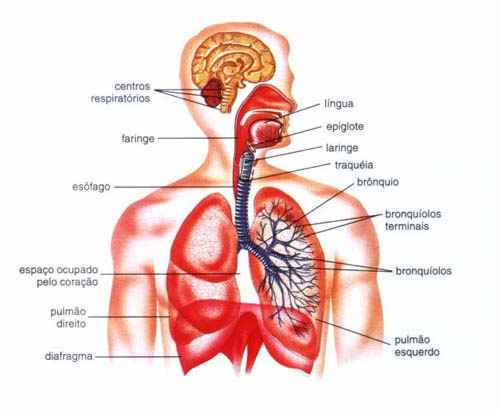 centros
respiratórios
faringe
esôfago
espaço ocupado
pelo coração
pulmão
direito
diafragma
língua
epiglote
laringe
traquéia
brônquio
bronquíolos
terminais
bronquíolos
pulmão
esquerdo